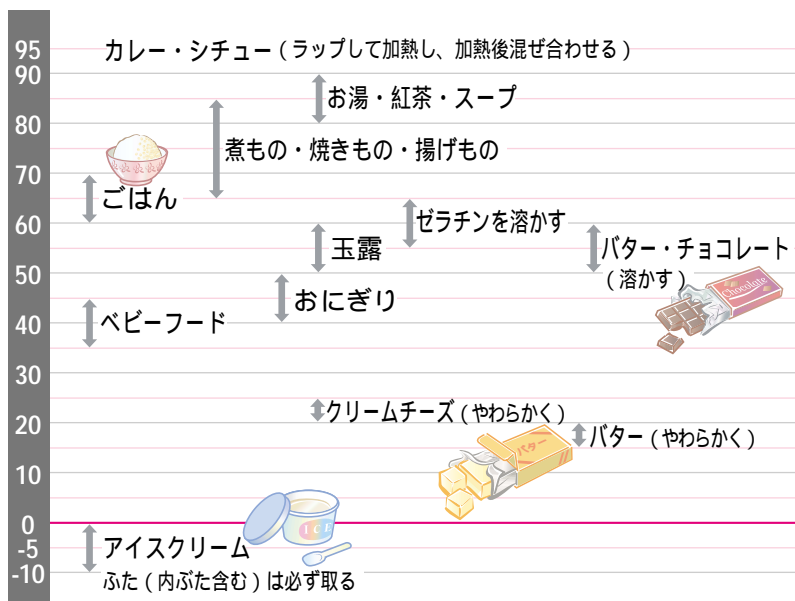 95
カレー・シチュー(ラップして加熱し、加熱後混ぜ合わせる)
90
お湯・紅茶・スープ
80
煮もの・焼きもの・揚げもの
70
ごはん
60
ゼラチンを溶かす
玉露
バター・チョコレート
(溶かす)
50
おにぎり
Chocolate
40
ベビーフード
30
20
クリームチーズ(やわらかく)
バター(やわらかく)
バター
10
0
ICE
-5
アイスクリーム
-10
ふた(内ぶた含む)は必ず取る